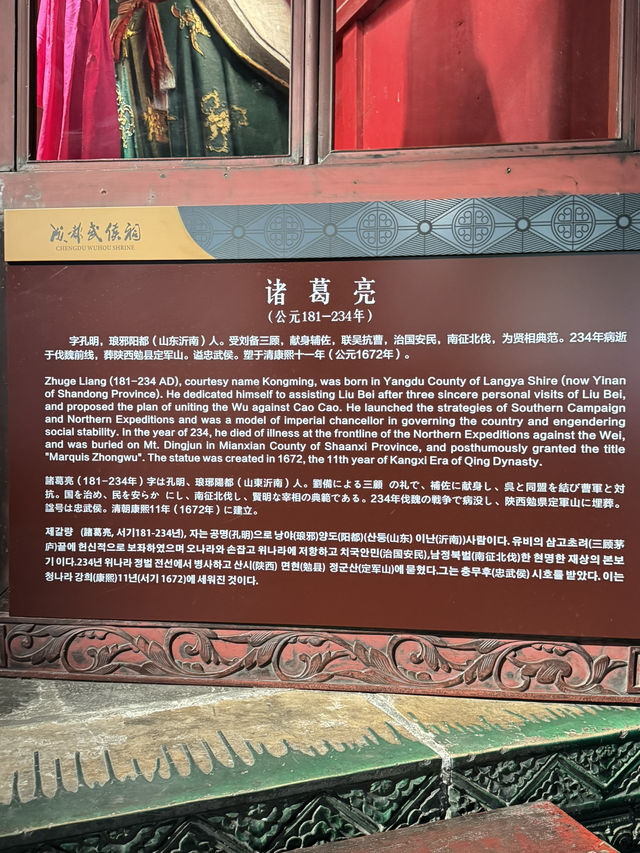 成都武侯祠
CHENGDU WUHOU SHRINE
诸葛亮
(公元181-234年)
字孔明，琅琊阳都（山东沂南）人。受刘备三顾，献身辅佐，联吴抗曹，治国安民，南征北伐，为贤相典范。234年病逝
于伐魏前线，葬陕西勉县定军山。谥忠武侯。塑于清康熙十一年（公元1672年）。
Zhuge Liang (181-234 AD), courtesy name Kongming, was born in Yangdu County of Langya Shire (now Yinan
of Shandong Province). He dedicated himself to assisting Liu Bei after three sincere personal visits of Liu Bei,
and proposed the plan of uniting the Wu against Cao Cao. He launched the strategies of Southern Campaign
and Northern Expeditions and was a model of imperial chancellor in governing the country and engendering
social stability. In the year of 234, he died of illness at the frontline of the Northern Expeditions against the Wei,
and was buried on Mt. Dingjun in Mianxian County of Shaanxi Province, and posthumously granted the title
"Marquis Zhongwu". The statue was created in 1672, the 11th year of Kangxi Era of Qing Dynasty.
諸葛亮（181-234年）字は孔明、琅琊陽都（山東沂南）人。劉備による三顧 の礼で、補佐に献身し、呉と同盟を結び曹軍と対
抗。国を治め、民を安らか にし、南征北伐し、賢明な宰相の典範である。234年伐魏の戦争で病没し、陝西勉県定軍山に埋葬。
諡号は忠武侯。清朝康熙11年（1672年）に建立。
제갈량 (諸葛亮, 서기181-234년), 자는 공명(孔明)으로 낭야(琅邪)양도(阳都)(산둥(山东) 이난(沂南))사람이다. 유비의 삼고초려(三顾茅
庐)끝에 헌신적으로 보좌하였으며 오나라와 손잡고 위나라에 저항하고 치국안민(治国安民),남정북벌(南征北伐)한 현명한 재상의 본보
기 이다.234년 위나라 정벌 전선에서 병사하고 산시(陕西) 면현(勉县) 정군산(定军山)에 묻혔다.그는 충무후(忠武侯) 시호를 받았다. 이는
청나라 강희(康熙)11년(서기 1672)에 세워진 것이다.